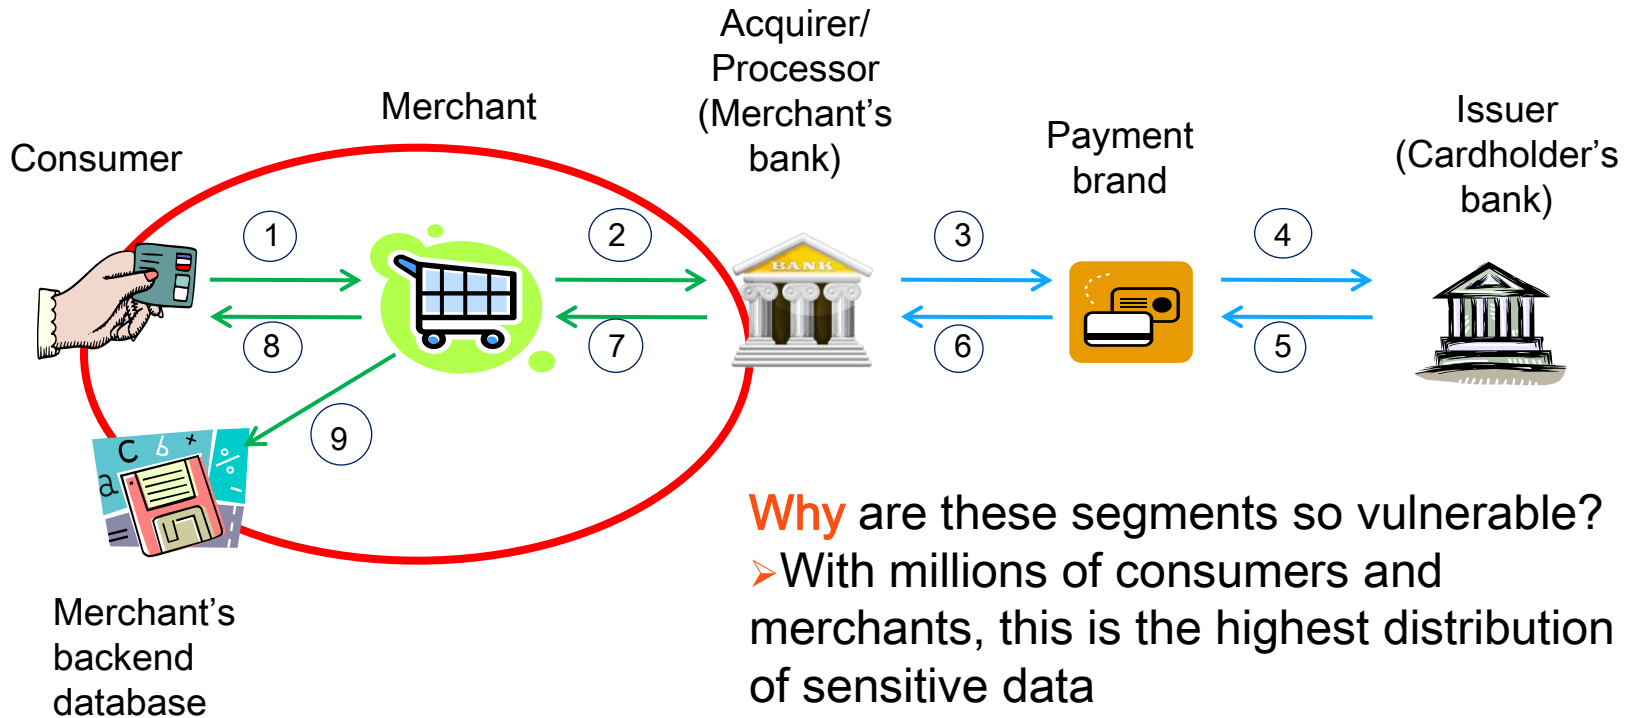 Acquirer/
Processor
(Merchant's
bank)
Merchant
Consumer
Payment
brand
Issuer
(Cardholder's
bank)
1
2
3
4
BANK
8
7
6
5
9
a
C
b
x
%
=
Merchant's
backend
database
Why are these segments so vulnerable?
➢With millions of consumers and
merchants, this is the highest distribution
of sensitive data